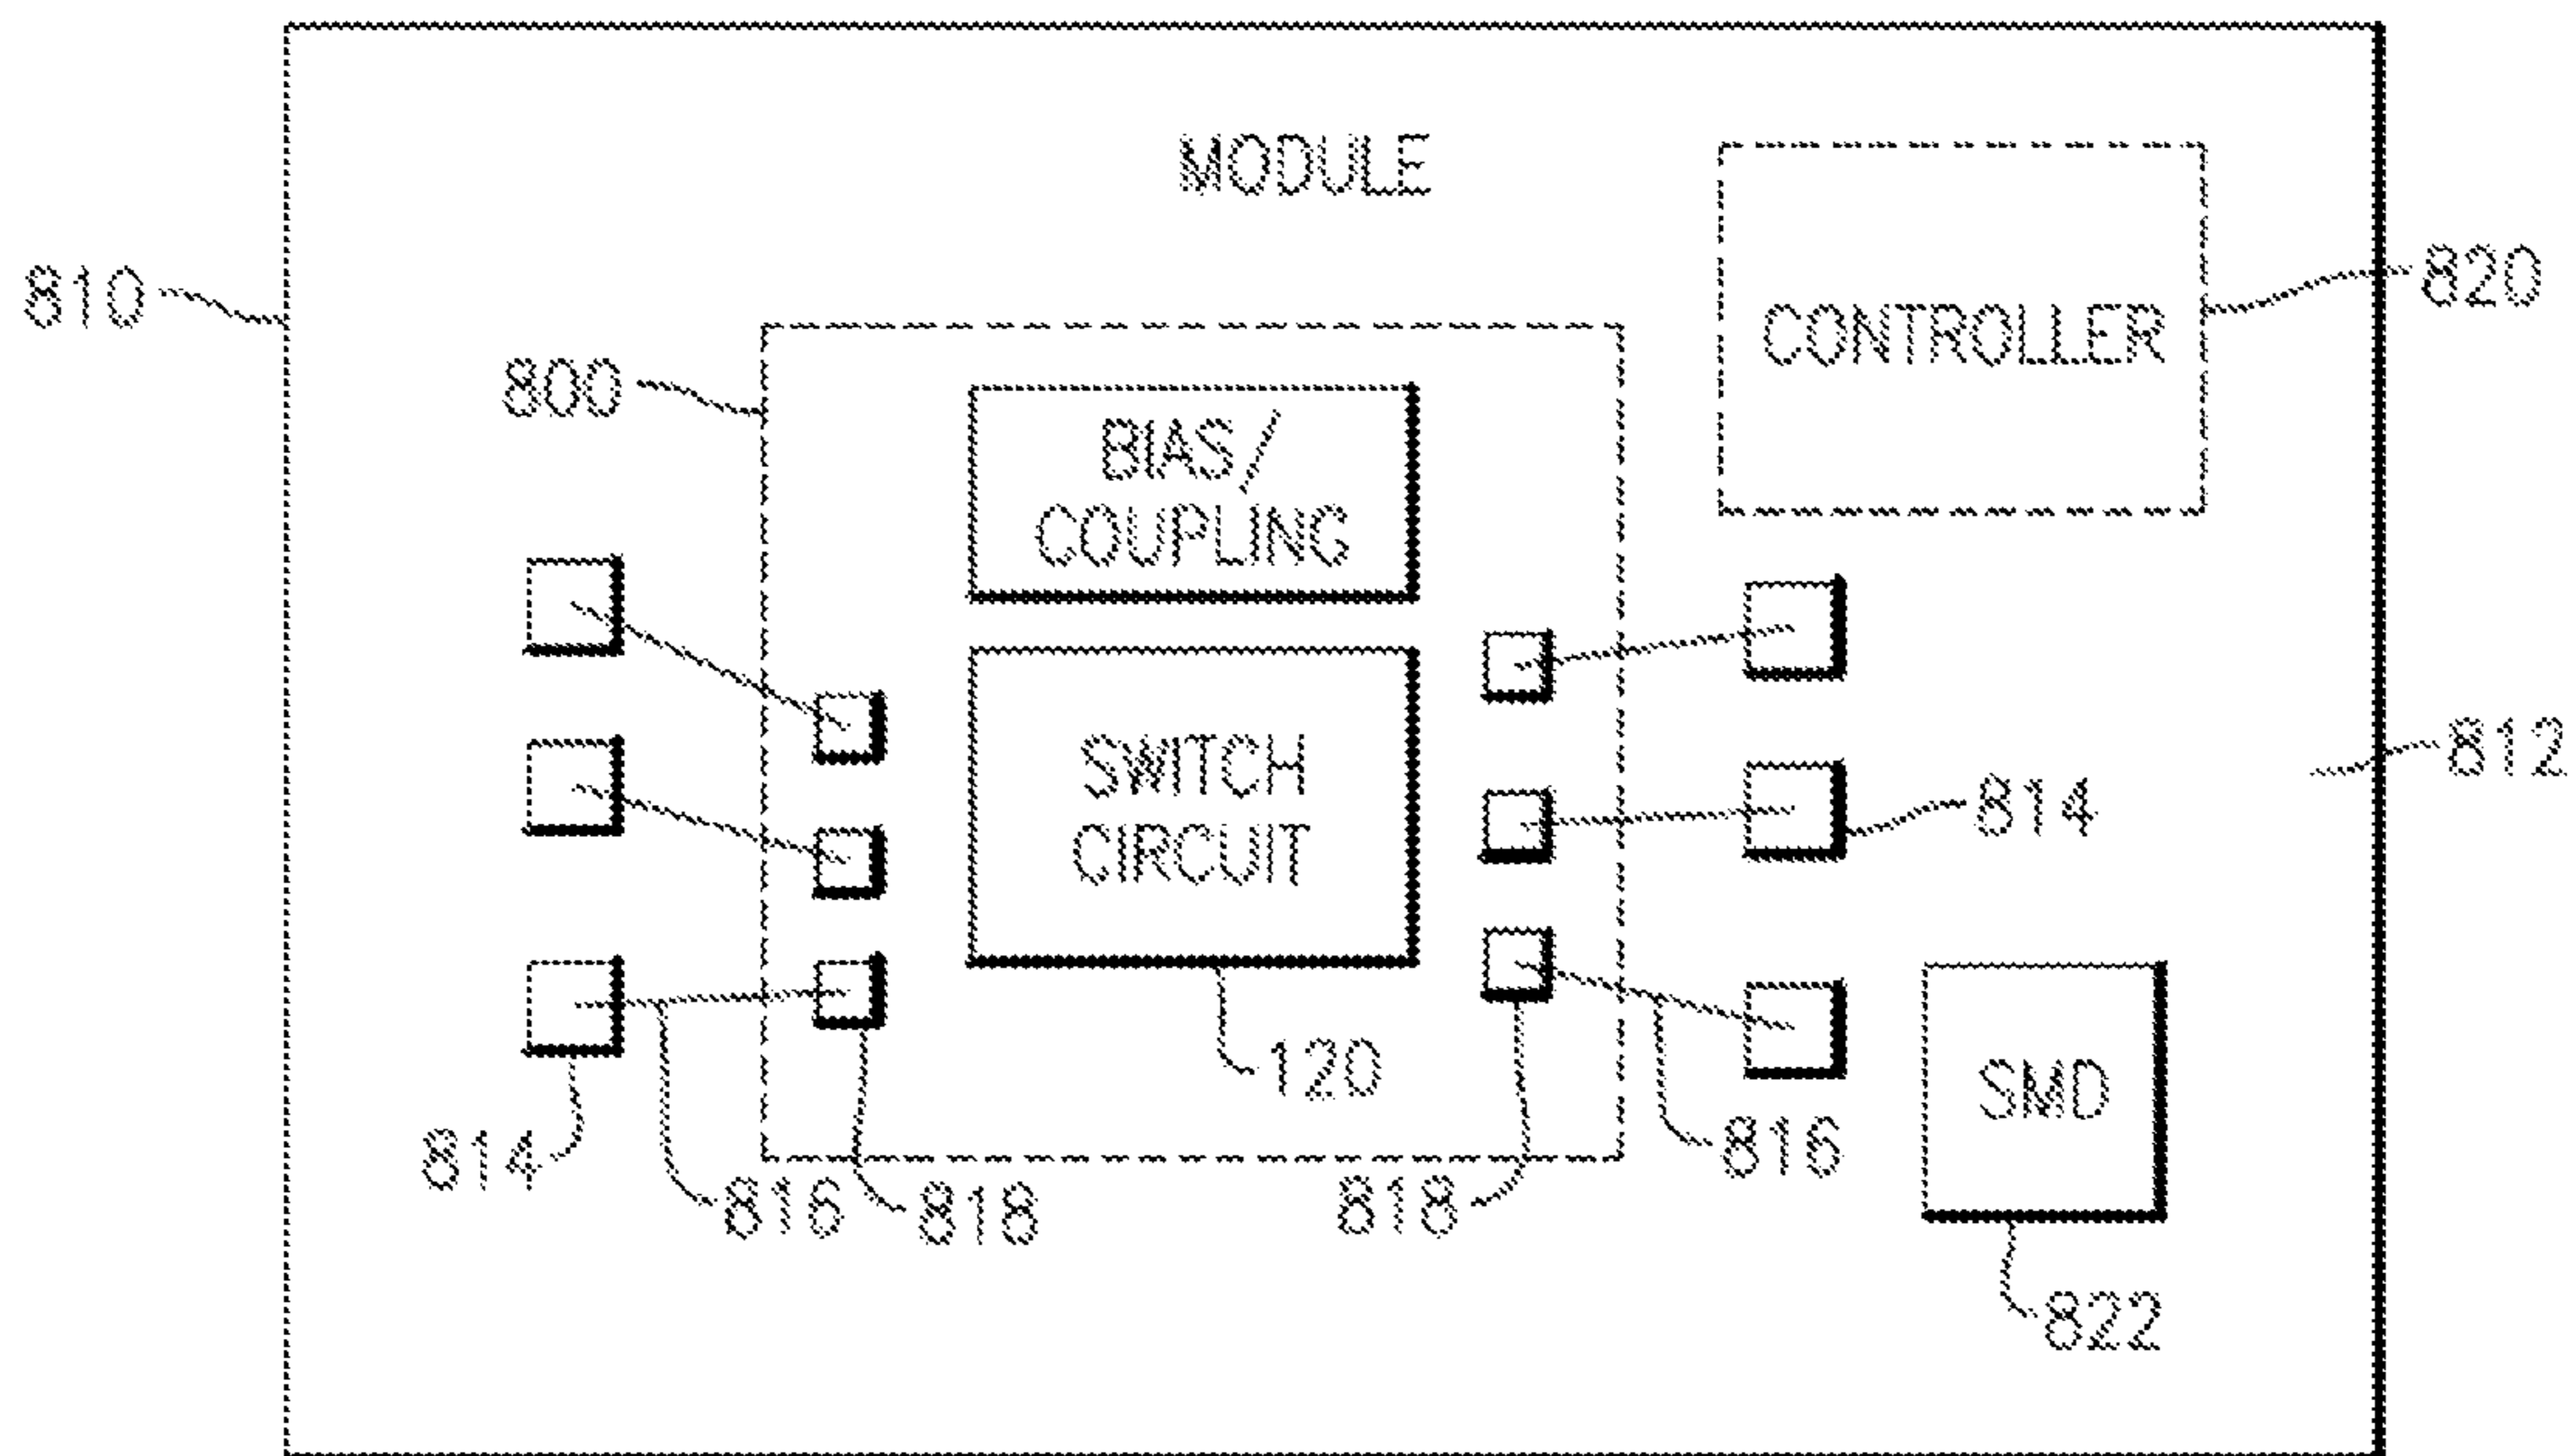 MODULE
810
820
CONTROLLER
800
BIAS/
COUPLING
812
SWITCH
CIRCUIT
814
120
SMD
814
816
816
818
818
822